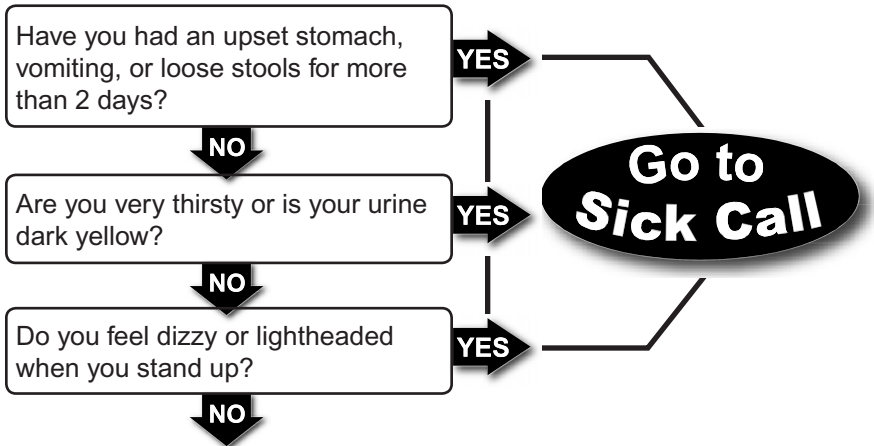 Have you had an upset stomach,
vomiting, or loose stools for more
than 2 days?
YES
NO
Are you very thirsty or is your urine
dark yellow?
YES
NO
Do you feel dizzy or lightheaded
when you stand up?
YES
NO
Go to
Sick Call